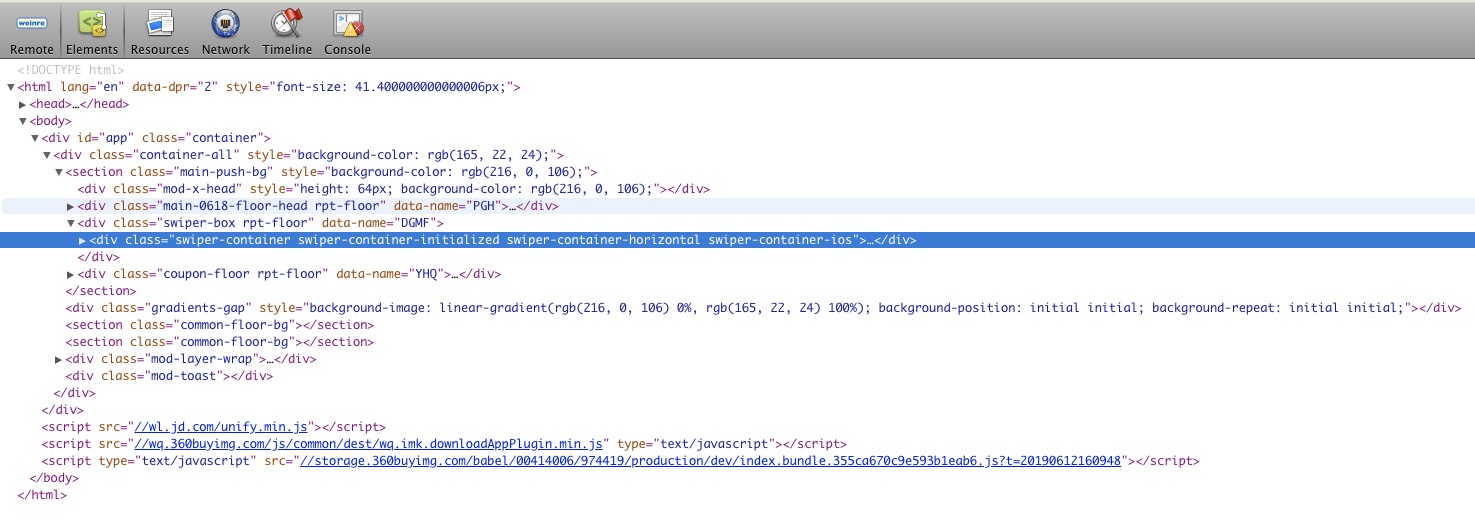 weinre
Remote Elements Resources Network Timeline Console
<!DOCTYPE html>
▼<html lang="en" data-dpr="2" style="font-size: 41.400000000000006px;">
▶<head>…</head>
▼<body>
▼<div id="app" class="container">
▼<div class="container-all" style="background-color: rgb(165, 22, 24);">
▼<section class="main-push-bg" style="background-color: rgb(216, 0, 106);">
<div class="mod-x-head" style="height: 64px; background-color: rgb(216, 0, 106);"></div>
▶<div class="main-0618-floor-head rpt-floor" data-name="PGH">…</div>
▼<div class="swiper-box rpt-floor" data-name="DGMF">
▶<div class="swiper-container swiper-container-initialized swiper-container-horizontal swiper-container-ios">…</div>
</div>
▶<div class="coupon-floor rpt-floor" data-name="YHQ">…</div>
</section>
<div class="gradients-gap" style="background-image: linear-gradient(rgb(216, 0, 106) 0%, rgb(165, 22, 24) 100%); background-position: initial initial; background-repeat: initial initial;"></div>
<section class="common-floor-bg"></section>
<section class="common-floor-bg"></section>
▶<div class="mod-layer-wrap">…</div>
<div class="mod-toast"></div>
</div>
</div>
<script src="//wl.jd.com/unify.min.js"></script>
<script src="//wq.360buyimg.com/js/common/dest/wq.imk.downloadAppPlugin.min.js" type="text/javascript"></script>
<script type="text/javascript" src="//storage.360buyimg.com/babel/00414006/974419/production/dev/index.bundle.355ca670c9e593b1eab6.js?t=20190612160948"></script>
</body>
</html>